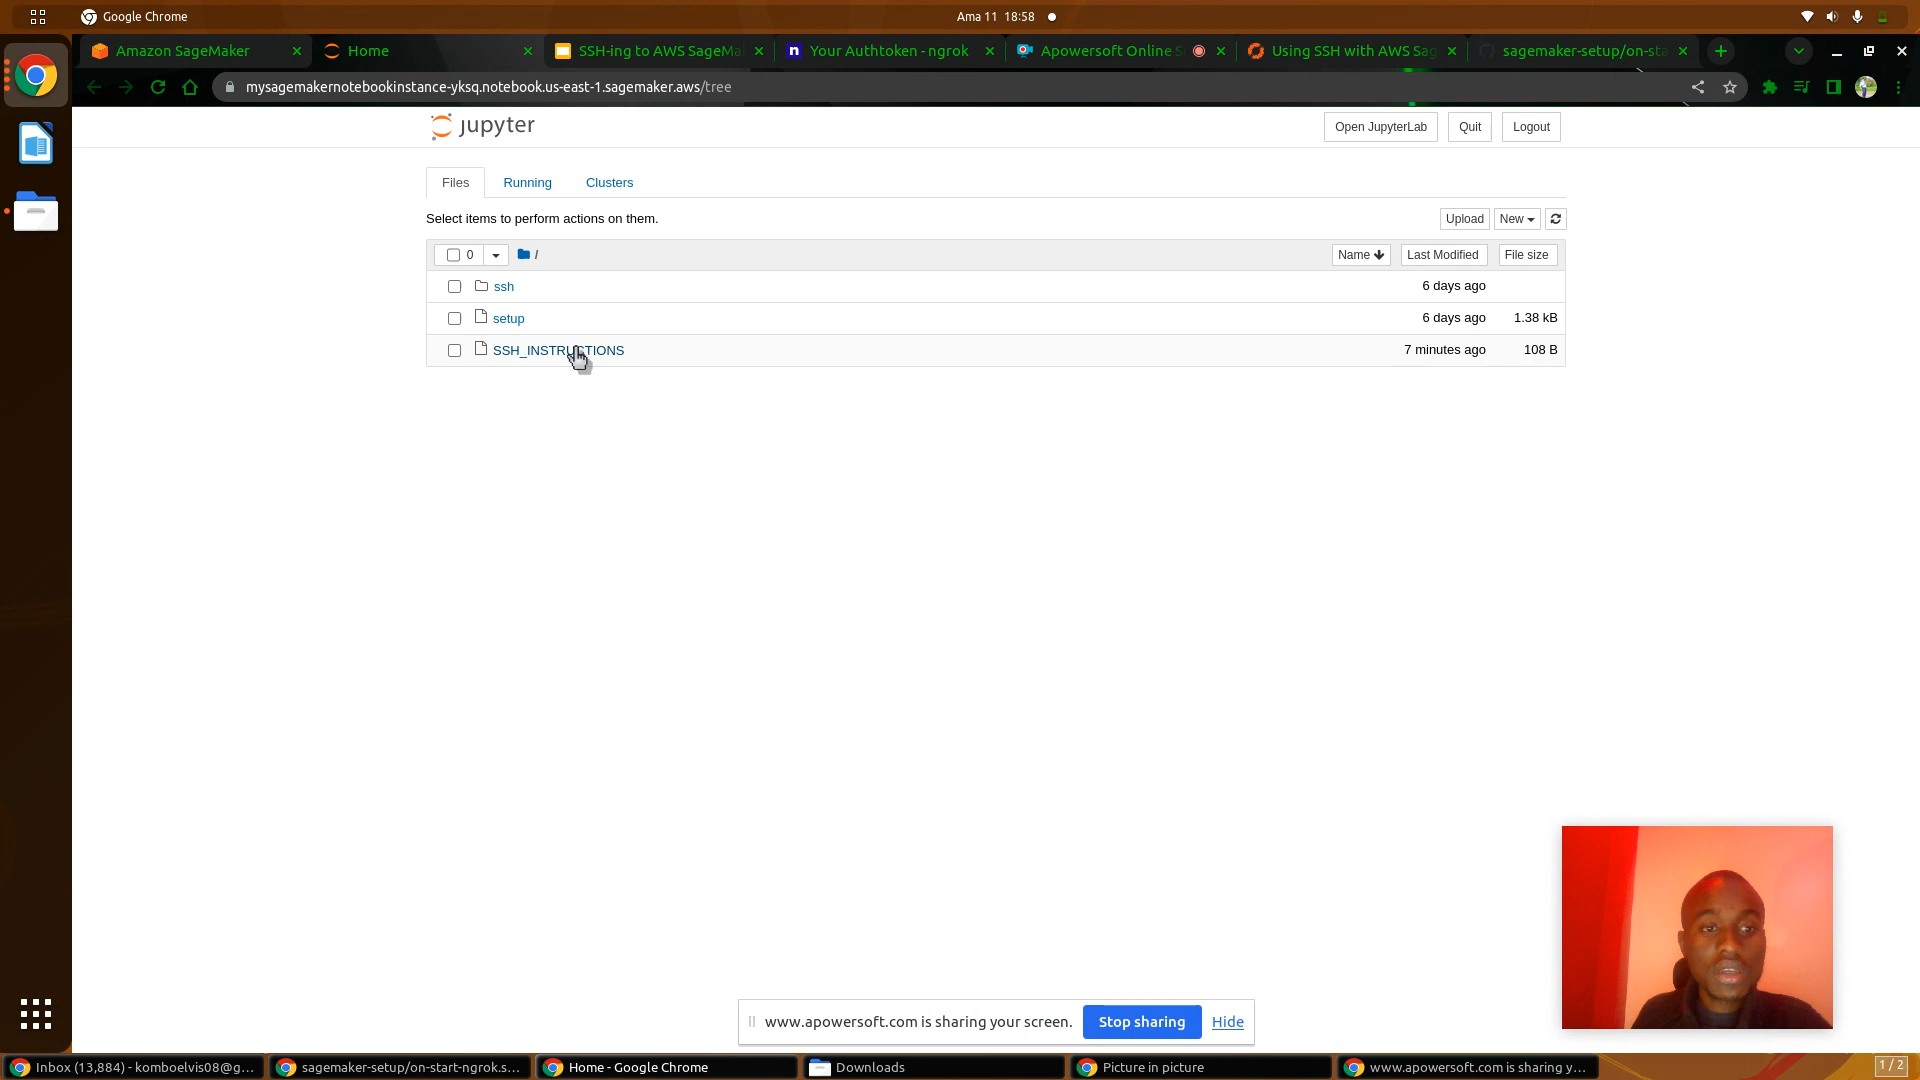 Google Chrome
Ama 11 18:58
Amazon SageMaker
Home
SSH-ing to AWS SageMa
Your Authtoken - ngrok
Apowersoft Online S
Using SSH with AWS Sag
sagemaker-setup/on-sta
mysagemakernotebookinstance-yksq.notebook.us-east-1.sagemaker.aws/tree
jupyter
Open JupyterLab
Quit
Logout
Files
Running
Clusters
Select items to perform actions on them.
Upload
New
0
/
Name
Last Modified
File size
ssh
6 days ago
setup
6 days ago
1.38 kB
SSH_INSTRUCTIONS
7 minutes ago
108 B
www.apowersoft.com is sharing your screen.
Stop sharing
Hide
Inbox (13,884) - komboelvis08@g...
sagemaker-setup/on-start-ngrok.s...
Home - Google Chrome
Downloads
Picture in picture
www.apowersoft.com is sharing y...
1 / 2